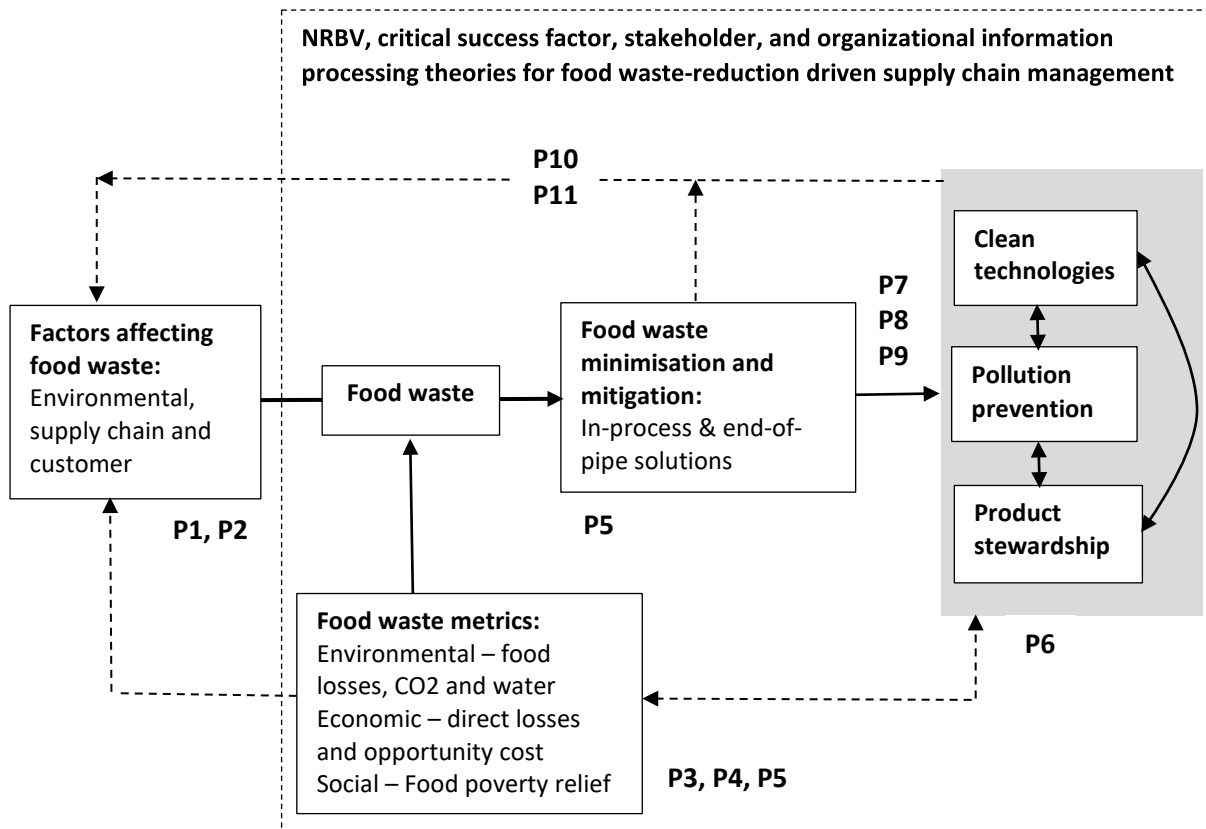 NRBV, critical success factor, stakeholder, and organizational information
processing theories for food waste-reduction driven supply chain management
P10
P11
Clean
technologies
P7
P8
P9
Factors affecting
food waste:
Environmental,
supply chain and
customer
Food waste
Food waste
minimisation and
mitigation:
In-process & end-of-
pipe solutions
Pollution
prevention
Product
stewardship
P1, P2
P5
Food waste metrics:
Environmental – food
losses, CO2 and water
Economic – direct losses
and opportunity cost
Social – Food poverty relief
P6
P3, P4, P5